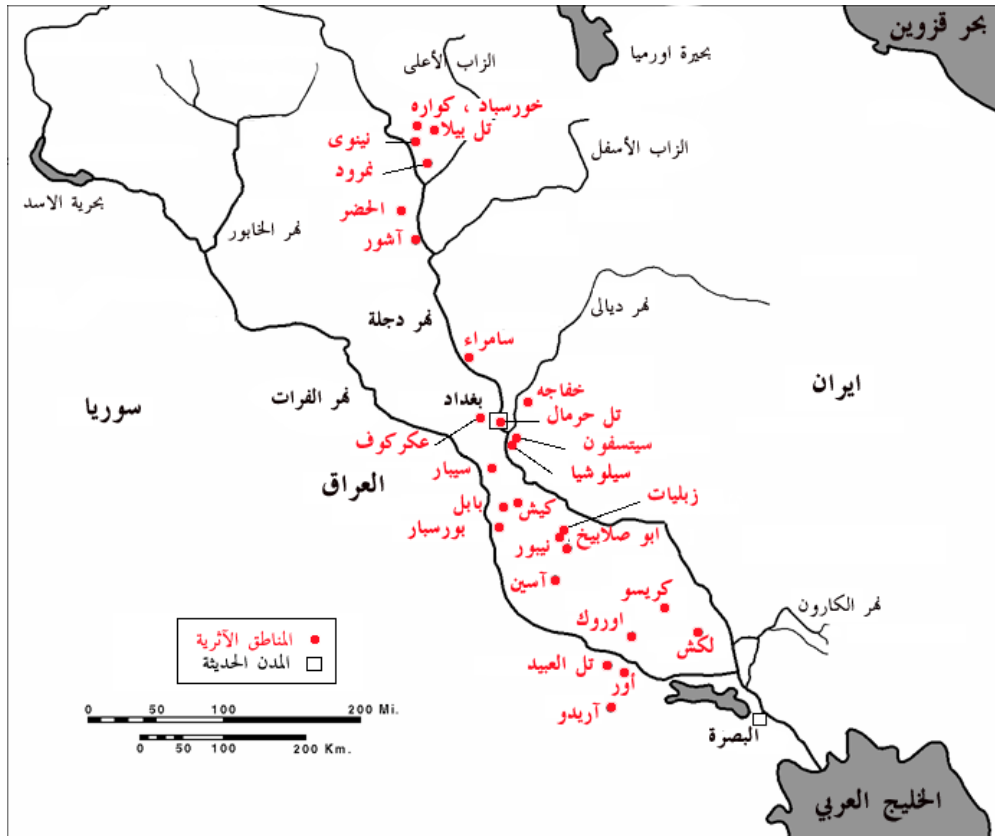 بحر قزوين
بحيرة اورميا
الزاب الأعلى
خورسباد ، كواره
تل بيلا
نينوى
الزاب الأسفل
نمرود
بحرية الاسد
الحضر
نهر الخابور
آشور
نهر ديالى
نهر دجلة
سامراء
ايران
خفاجه
نهر الفرات
بغداد
سوريا
تل حرمال
عكركوف
سيتسفون
سيبار
سيلوشيا
العراق
زبليات
كيش
بابل
بورسبار
ابو صلابيخ
نيبور
آسين
كريسو
نهر الكارون
اوروك
لكش
المناطق الآثرية
المدن الحديثة
تل العبيد
أور
آريدو
0 50 100 200 Mi.
البصرة
0 50 100 200 Km.
الخليج العربي